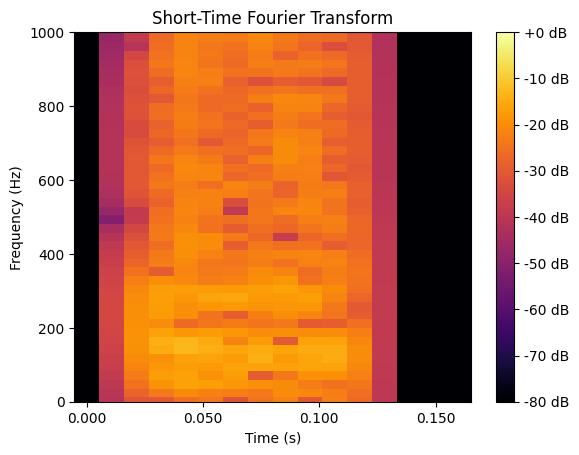 Short-Time Fourier Transform
Frequency (Hz)
1000
800
600
400
200
0
0.000
0.050
0.100
0.150
Time (s)
+0 dB
-10 dB
-20 dB
-30 dB
-40 dB
-50 dB
-60 dB
-70 dB
-80 dB